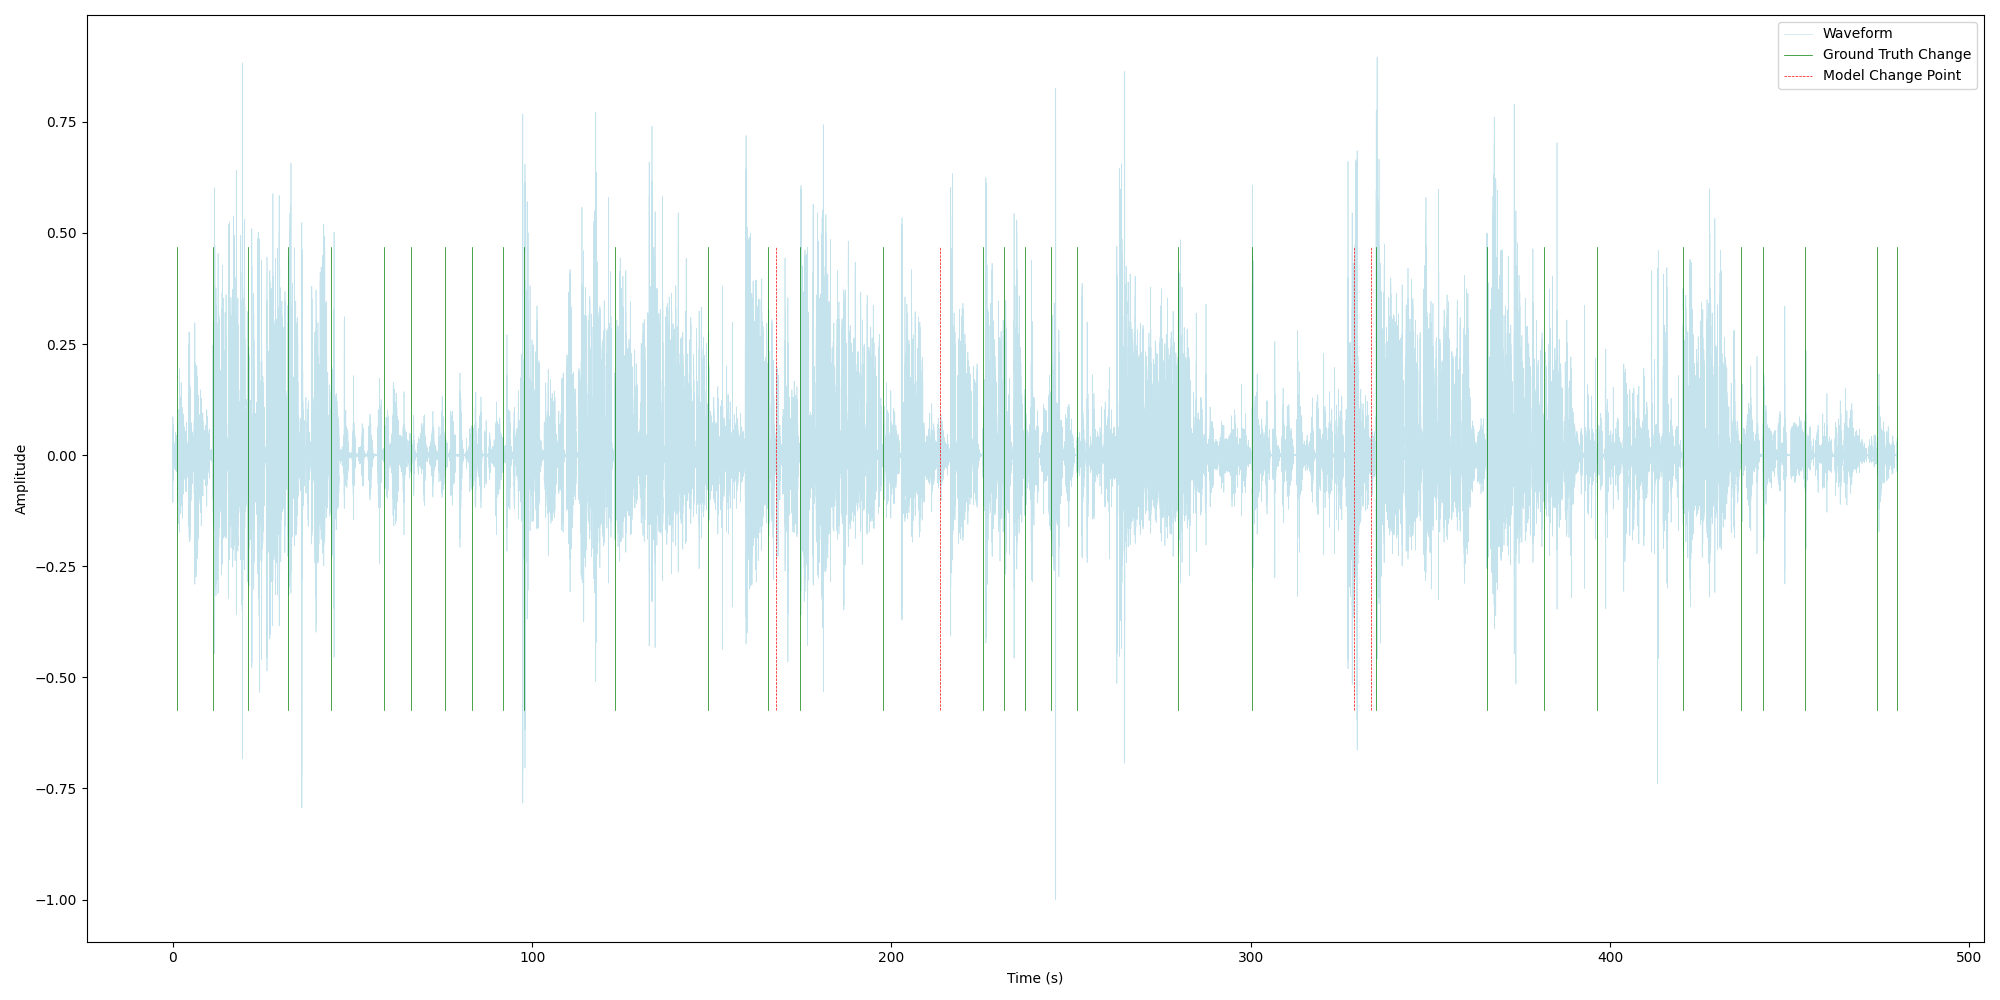 Waveform
Ground Truth Change
Model Change Point
0.75
0.50
0.25
0.00
−0.25
−0.50
−0.75
−1.00
Amplitude
0
100
200
300
400
500
Time (s)